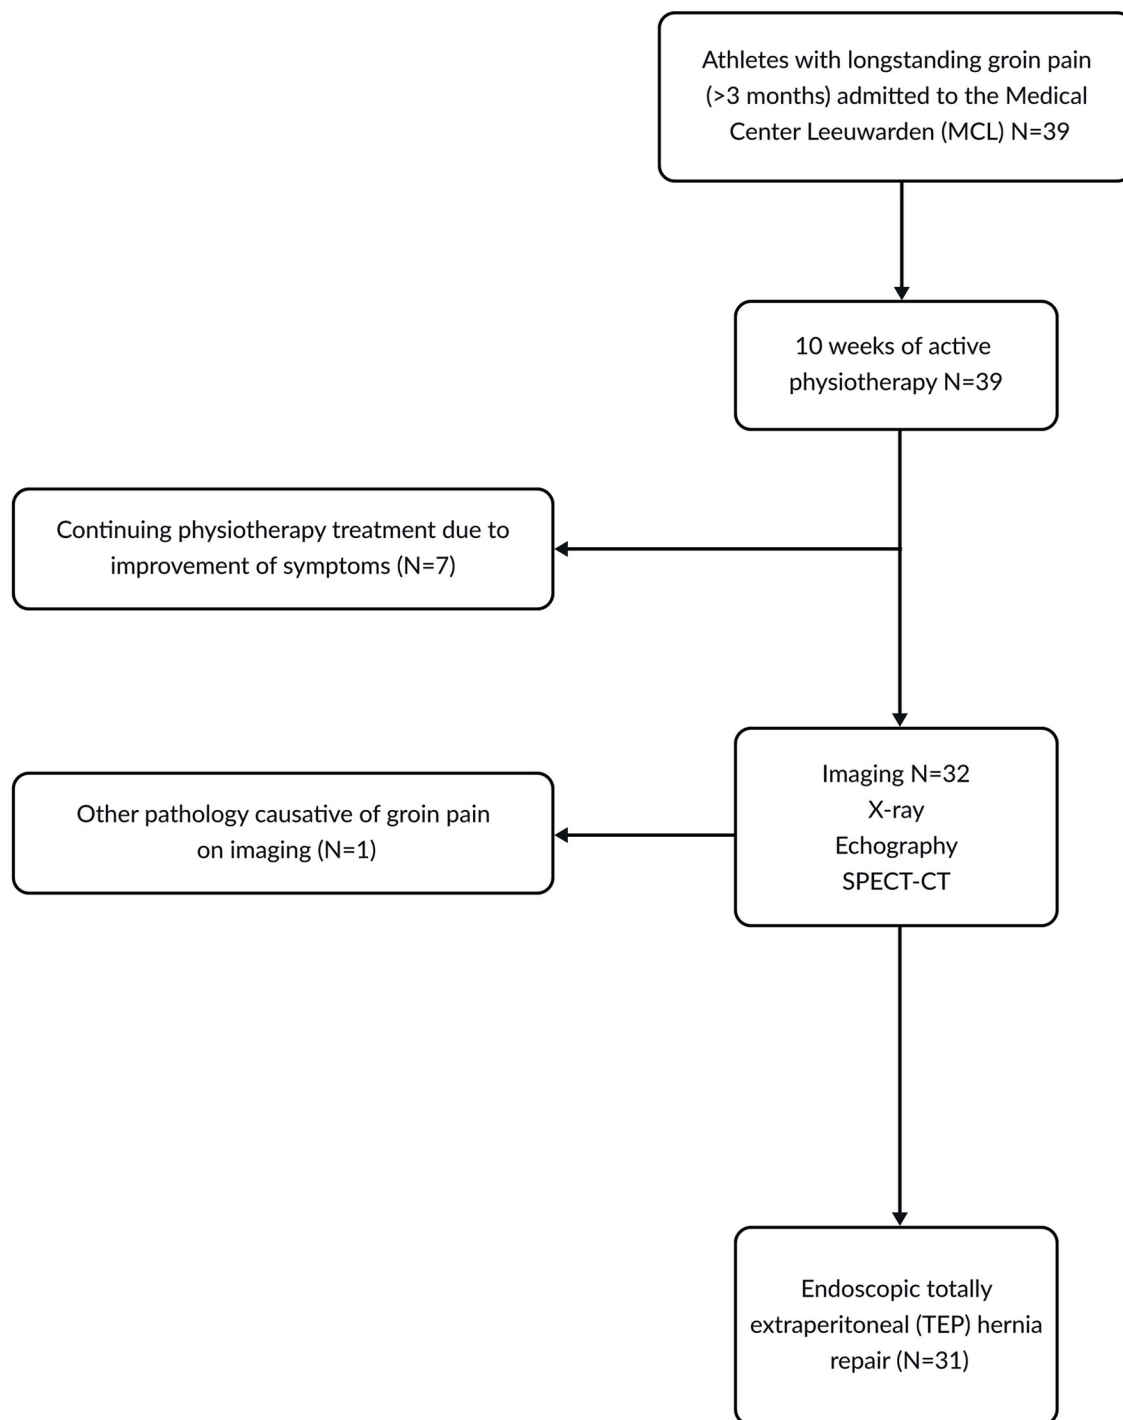 Athletes with longstanding groin pain
(>3 months) admitted to the Medical
Center Leeuwarden (MCL) N=39
10 weeks of active
physiotherapy N=39
Continuing physiotherapy treatment due to
improvement of symptoms (N=7)
Imaging N=32
X-ray
Echography
SPECT-CT
Other pathology causative of groin pain
on imaging (N=1)
Endoscopic totally
extraperitoneal (TEP) hernia
repair (N=31)